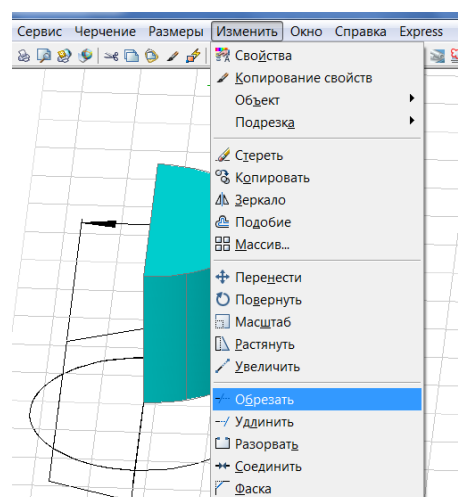 Сервис Черчение Размеры Изменить Окно Справка Express
Свойства
Копирование свойств
Объект
Подрезка
Стереть
Копировать
Зеркало
Подобие
Массив...
Перенести
Повернуть
Масштаб
Растянуть
Увеличить
Обрезать
Удлинить
Разорвать
Соединить
Фаска